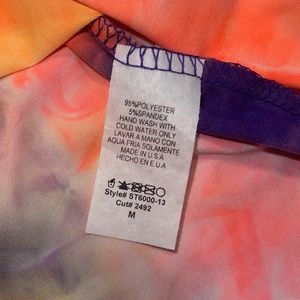 95%POLYESTER
5%SPANDEX
HAND WASH WITH
COLD WATER ONLY
LAVAR A MANO CON
AGUA FRIA SOLAMENTE
MADE IN U.S.A
HECHO EN E.U.A
Style# ST6000-13
Cut# 2492
M